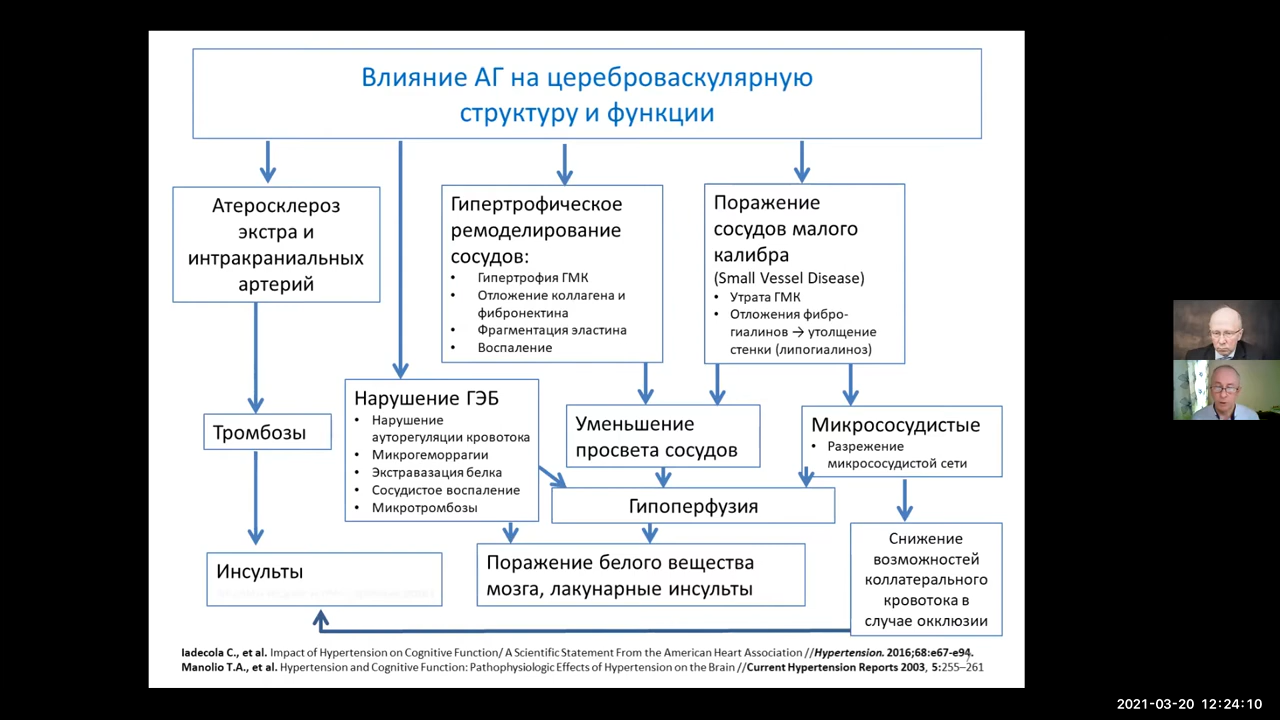 Влияние АГ на цереброваскулярную
структуру и функции
Атеросклероз
экстра и
интракраниальных
артерий
Гипертрофическое
ремоделирование
сосудов:
• Гипертрофия ГМК
• Отложение коллагена и
фибронектина
• Фрагментация эластина
• Воспаление
Поражение
сосудов малого
калибра
(Small Vessel Disease)
• Утрата ГМК
• Отложения фибро-
гиалинов → утолщение
стенки (липогиалиноз)
Тромбозы
Нарушение ГЭБ
• Нарушение
ауторегуляции кровотока
• Микрогеморрагии
• Экстравазация белка
• Сосудистое воспаление
• Микротромбозы
Уменьшение
просвета сосудов
Микрососудистые
• Разрежение
микрососудистой сети
Гипоперфузия
Инсульты
Поражение белого вещества
мозга, лакунарные инсульты
Снижение
возможностей
коллатерального
кровотока в
случае окклюзии
Iadecola C., et al. Impact of Hypertension on Cognitive Function/ A Scientific Statement From the American Heart Association //Hypertension. 2016;68:e67-e94.
Manolio T.A., et al. Hypertension and Cognitive Function: Pathophysiologic Effects of Hypertension on the Brain //Current Hypertension Reports 2003, 5:255–261
2021-03-20 12:24:10